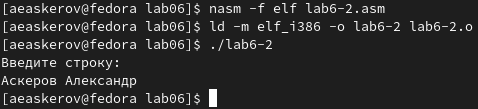 [aeaskerov@fedora lab06]$ nasm -f elf lab6-2.asm
[aeaskerov@fedora lab06]$ ld -m elf_i386 -o lab6-2 lab6-2.o
[aeaskerov@fedora lab06]$ ./lab6-2
Введите строку:
Аскеров Александр
[aeaskerov@fedora lab06]$